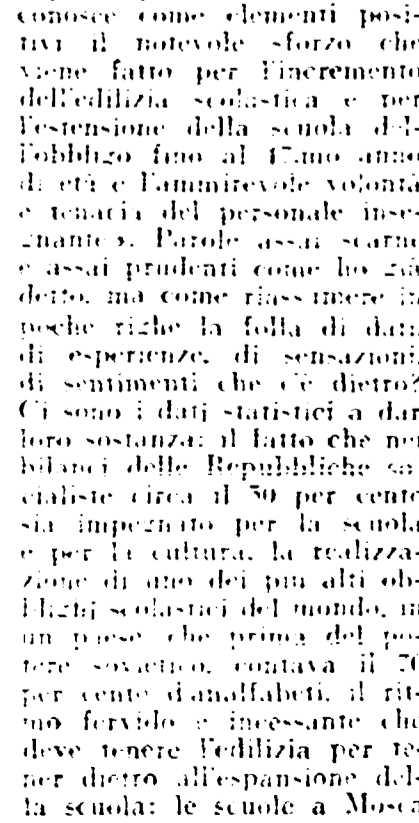 conosce come elementi posi-
tivi il notevole sforzo che
viene fatto per l'incremento
dell'edilizia scolastica e per
l'estensione della scuola del-
l'obbligo fino al 17.mo anno
di età e l'ammirevole volontà
e tenacia del personale inse-
gnante». Parole assai scarne
e assai prudenti come ho già
detto, ma come riassumere in
poche righe la folla di dati,
di esperienze, di sensazioni,
di sentimenti che c'è dietro?
Ci sono i datj statistici a dar
loro sostanza: il fatto che nei
bilanci delle Repubbliche so-
cialiste circa il per cento
sia impegnato per la scuola
e per la cultura, la realizza-
zione di uno dei più alti ob-
blighj scolastici del mondo, in
un paese che prima del po-
tere sovietico, contava il 70
per cento d'analfabeti, il rit-
mo fervido e incessante che
deve tenere l'edilizia per te-
ner dietro all'espansione del-
la scuola: le scuole a Mosca